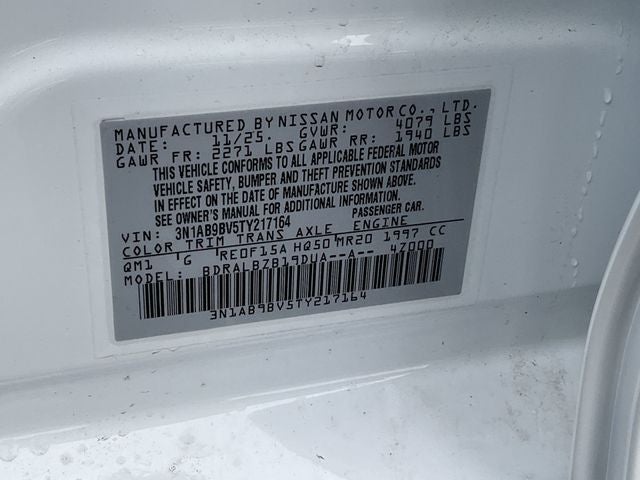 MANUFACTURED BY NISSAN MOTOR CO., LTD.
DATE: 11/25. GVWR: 4079 LBS
GAWR FR: 2271 LBS GAWR RR: 1940 LBS
THIS VEHICLE CONFORMS TO ALL APPLICABLE FEDERAL MOTOR
VEHICLE SAFETY, BUMPER AND THEFT PREVENTION STANDARDS
IN EFFECT ON THE DATE OF MANUFACTURE SHOWN ABOVE.
SEE OWNER'S MANUAL FOR ADDITIONAL INFORMATION.
VIN: 3N1AB9BV5TY217164 PASSENGER CAR.
COLOR TRIM TRANS AXLE ENGINE
QM1 G RE0F15A HQ50 MR20 1997 CC
MODEL: BDRALBZB19DUA--A-- 4Z000
3N1AB9BV5TY217164